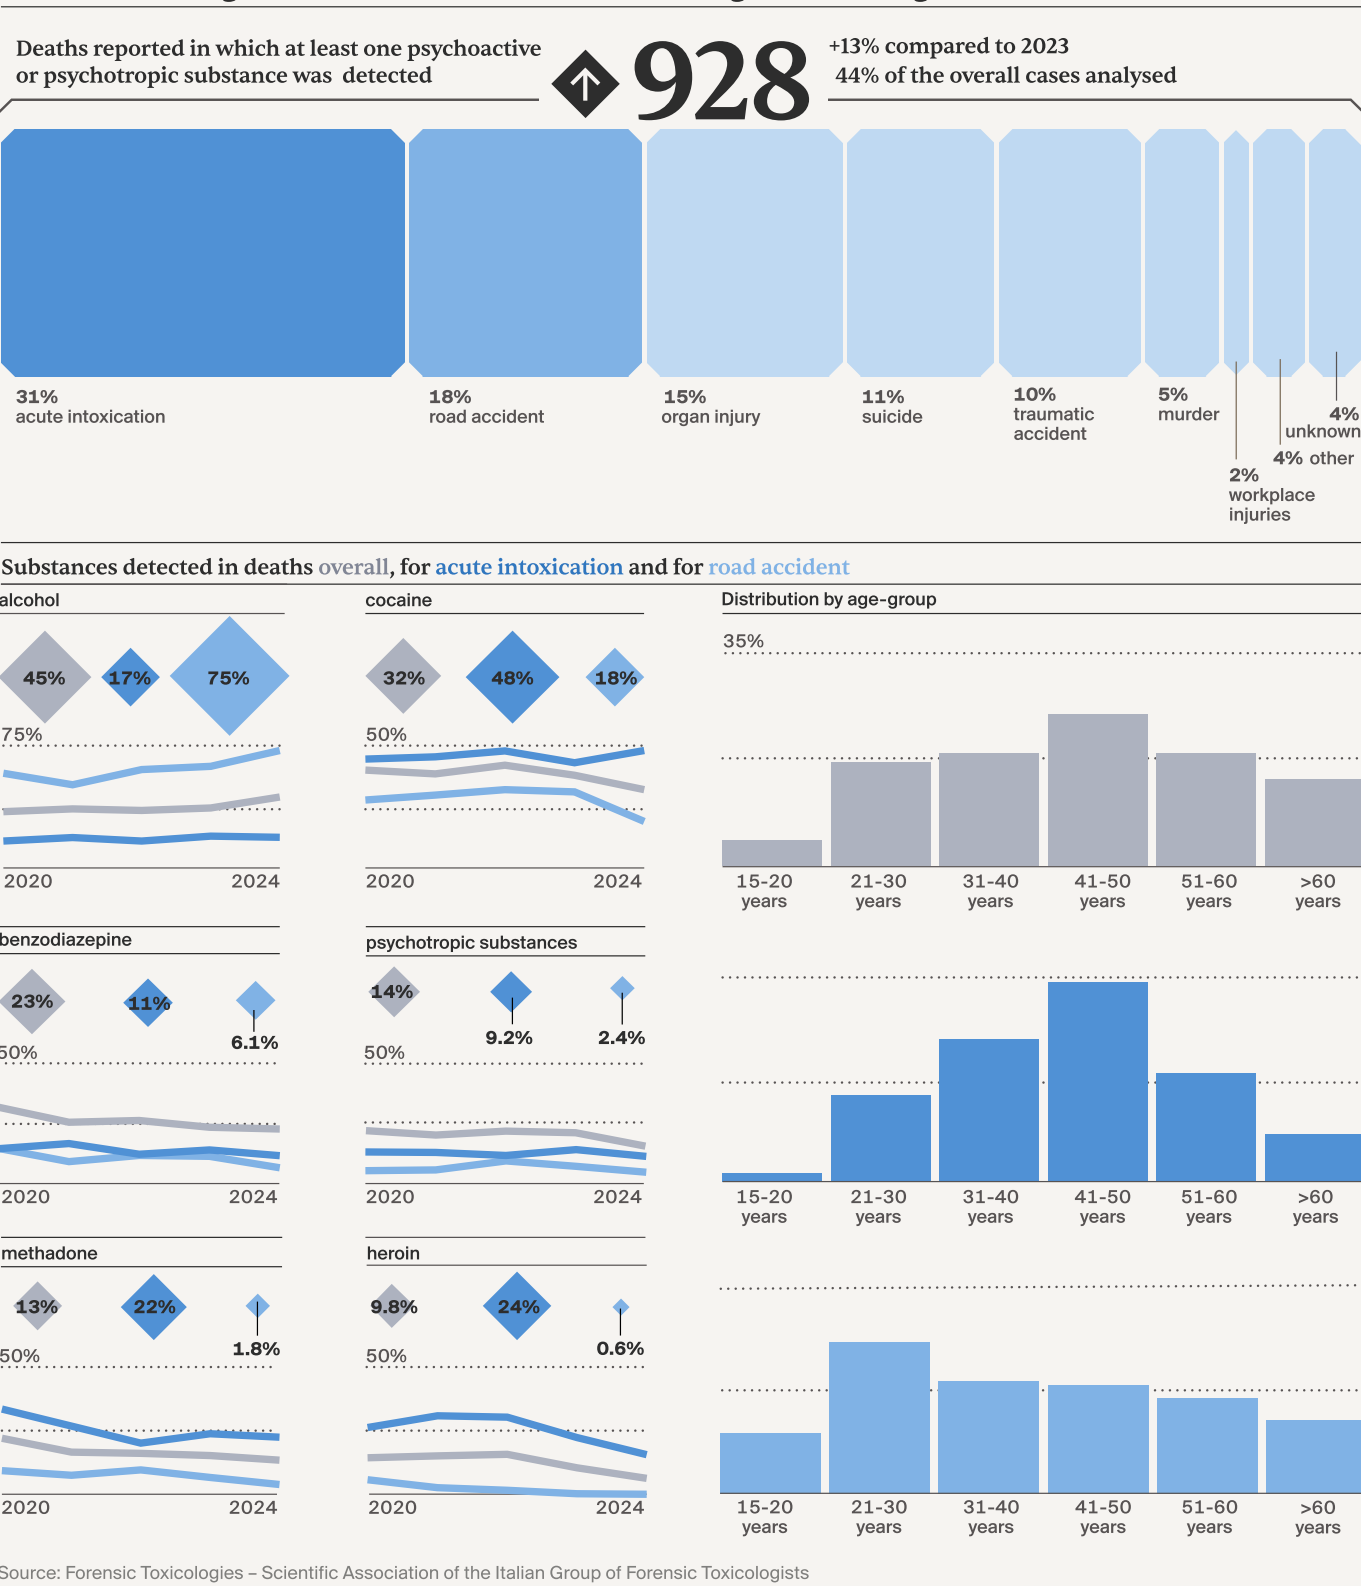 Deaths reported in which at least one psychoactive
or psychotropic substance was detected
928
+13% compared to 2023
44% of the overall cases analysed
31%
acute intoxication
18%
road accident
15%
organ injury
11%
suicide
10%
traumatic
accident
5%
murder
2%
workplace
injuries
4% other
4%
unknown
Substances detected in deaths overall, for acute intoxication and for road accident
alcohol
45%
17%
75%
75%
2020
2024
cocaine
32%
48%
18%
50%
2020
2024
Distribution by age-group
35%
15-20
years
21-30
years
31-40
years
41-50
years
51-60
years
>60
years
benzodiazepine
23%
11%
6.1%
50%
2020
2024
psychotropic substances
14%
9.2%
2.4%
50%
2020
2024
15-20
years
21-30
years
31-40
years
41-50
years
51-60
years
>60
years
methadone
13%
22%
1.8%
50%
2020
2024
heroin
9.8%
24%
0.6%
50%
2020
2024
15-20
years
21-30
years
31-40
years
41-50
years
51-60
years
>60
years
Source: Forensic Toxicologies – Scientific Association of the Italian Group of Forensic Toxicologists